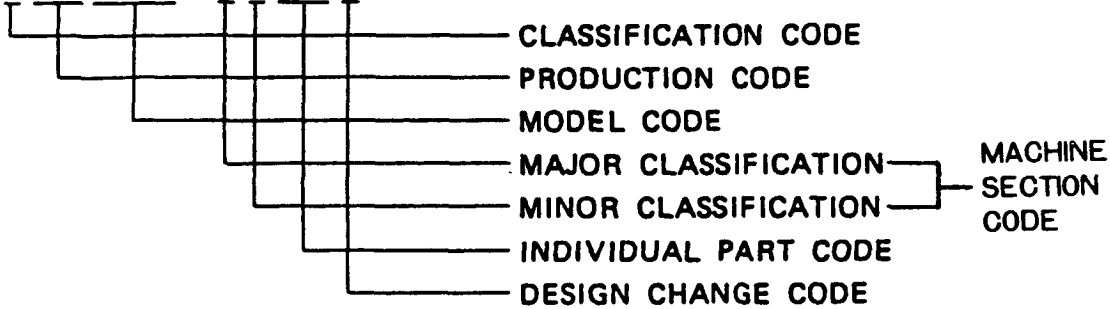 CLASSIFICATION CODE
PRODUCTION CODE
MODEL CODE
MAJOR CLASSIFICATION
MINOR CLASSIFICATION
MACHINE
SECTION
CODE
INDIVIDUAL PART CODE
DESIGN CHANGE CODE